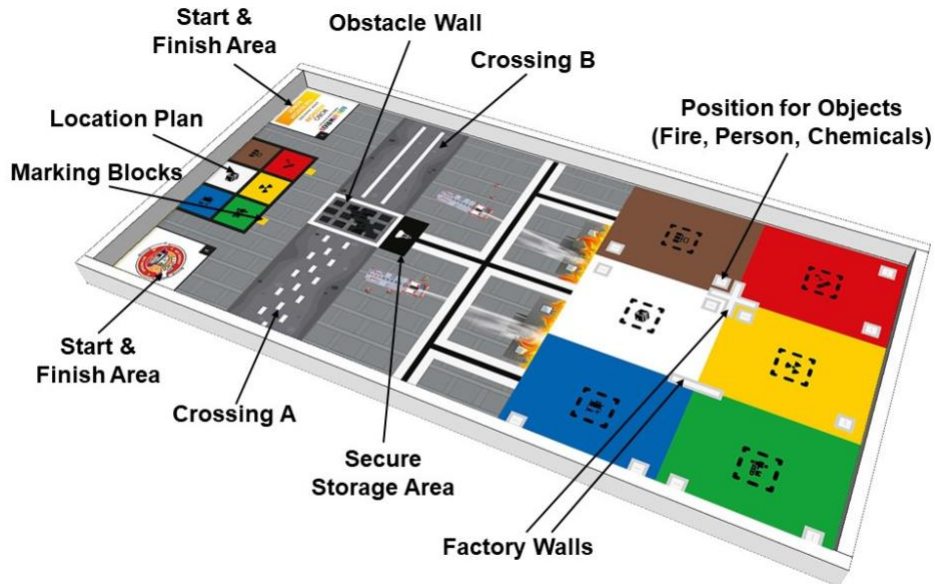 Start &
Finish Area
Obstacle Wall
Crossing B
Location Plan
Position for Objects
(Fire, Person, Chemicals)
Marking Blocks
Start &
Finish Area
Crossing A
Secure
Storage Area
Factory Walls